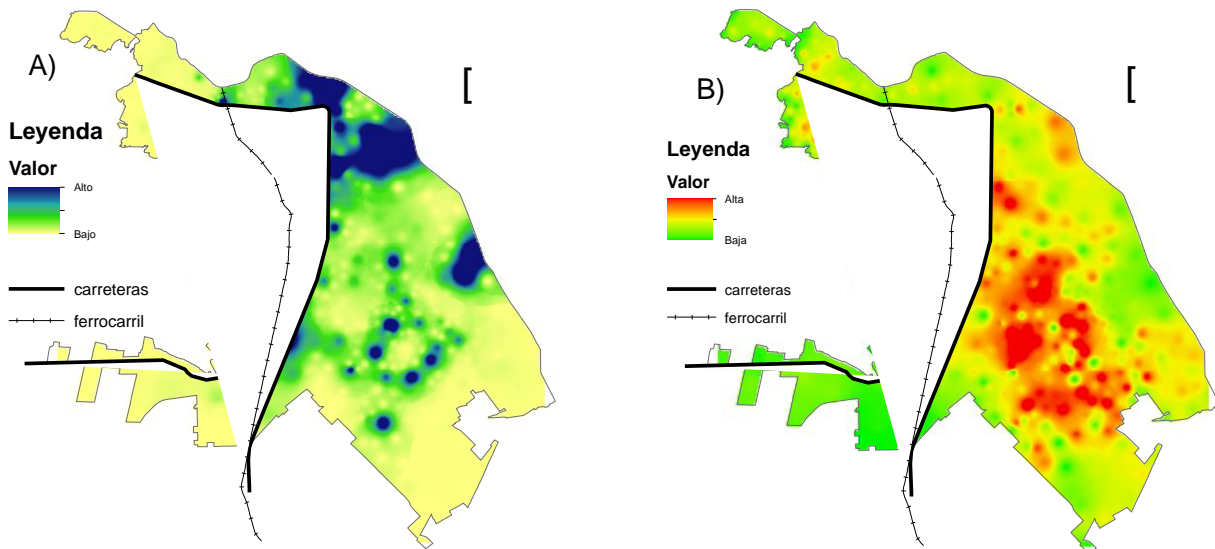 A)
[
Leyenda
Valor
Alto
Bajo
carreteras
ferrocarril
B)
[
Leyenda
Valor
Alta
Baja
carreteras
ferrocarril